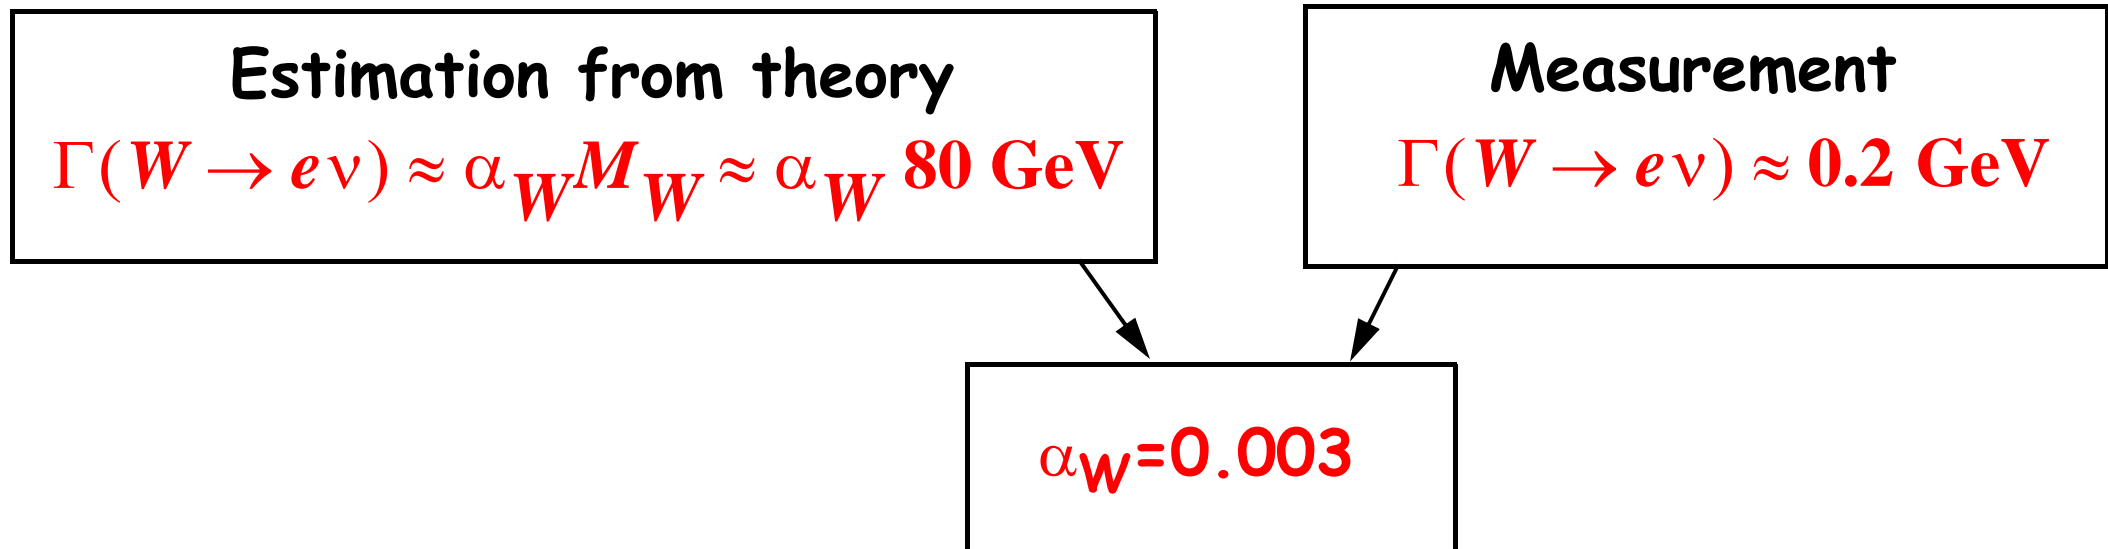 Estimation from theory
Γ(W → eν) ≈ α_W M_W ≈ α_W 80 GeV
Measurement
Γ(W → eν) ≈ 0.2 GeV
α_W=0.003